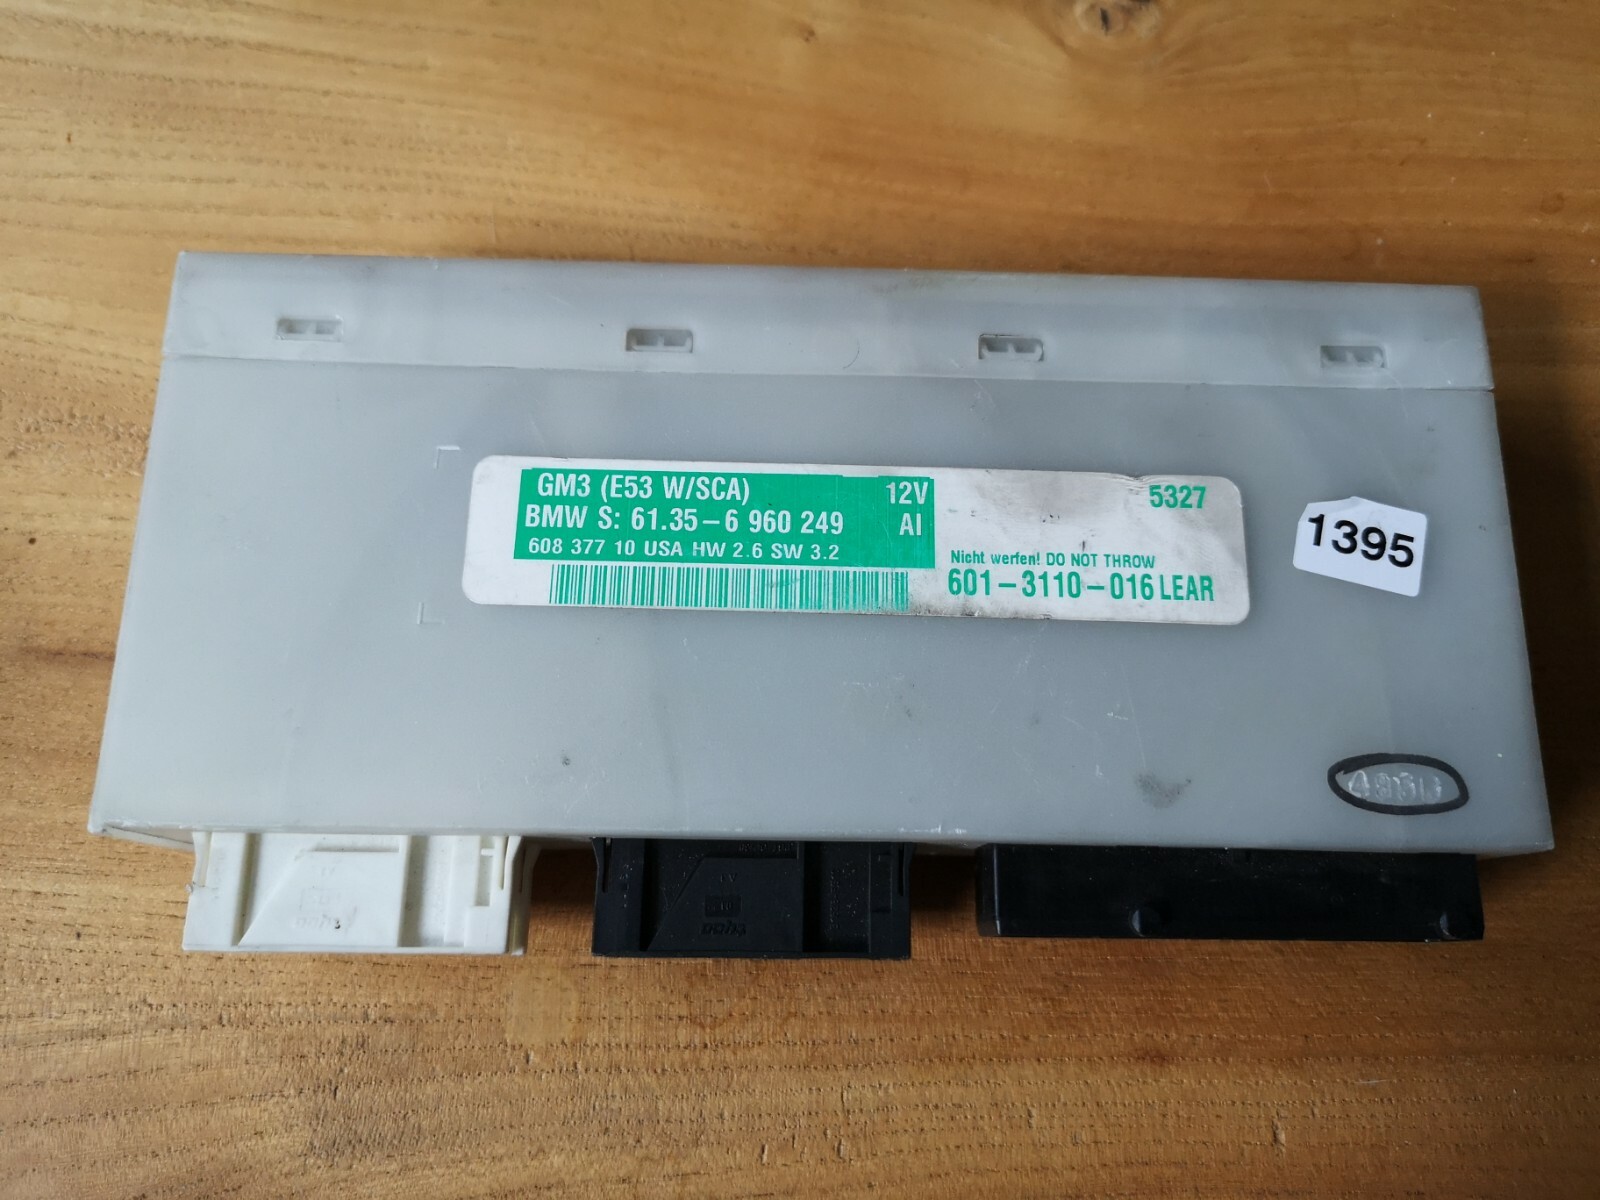 GM3 (E53 W/SCA) 12V
BMW S: 61.35-6 960 249 AI
608 377 10 USA HW 2.6 SW 3.2
5327
Nicht werfen! DO NOT THROW
601-3110-016 LEAR
1395